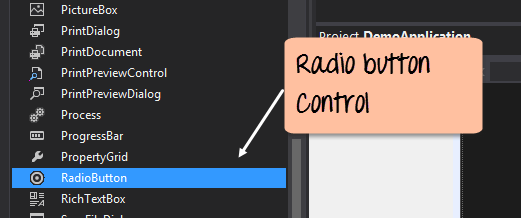 PictureBox
PrintDialog
PrintDocument
PrintPreviewControl
PrintPreviewDialog
Process
ProgressBar
PropertyGrid
RadioButton
RichTextBox
Project DemoApplication
Radio button
Control